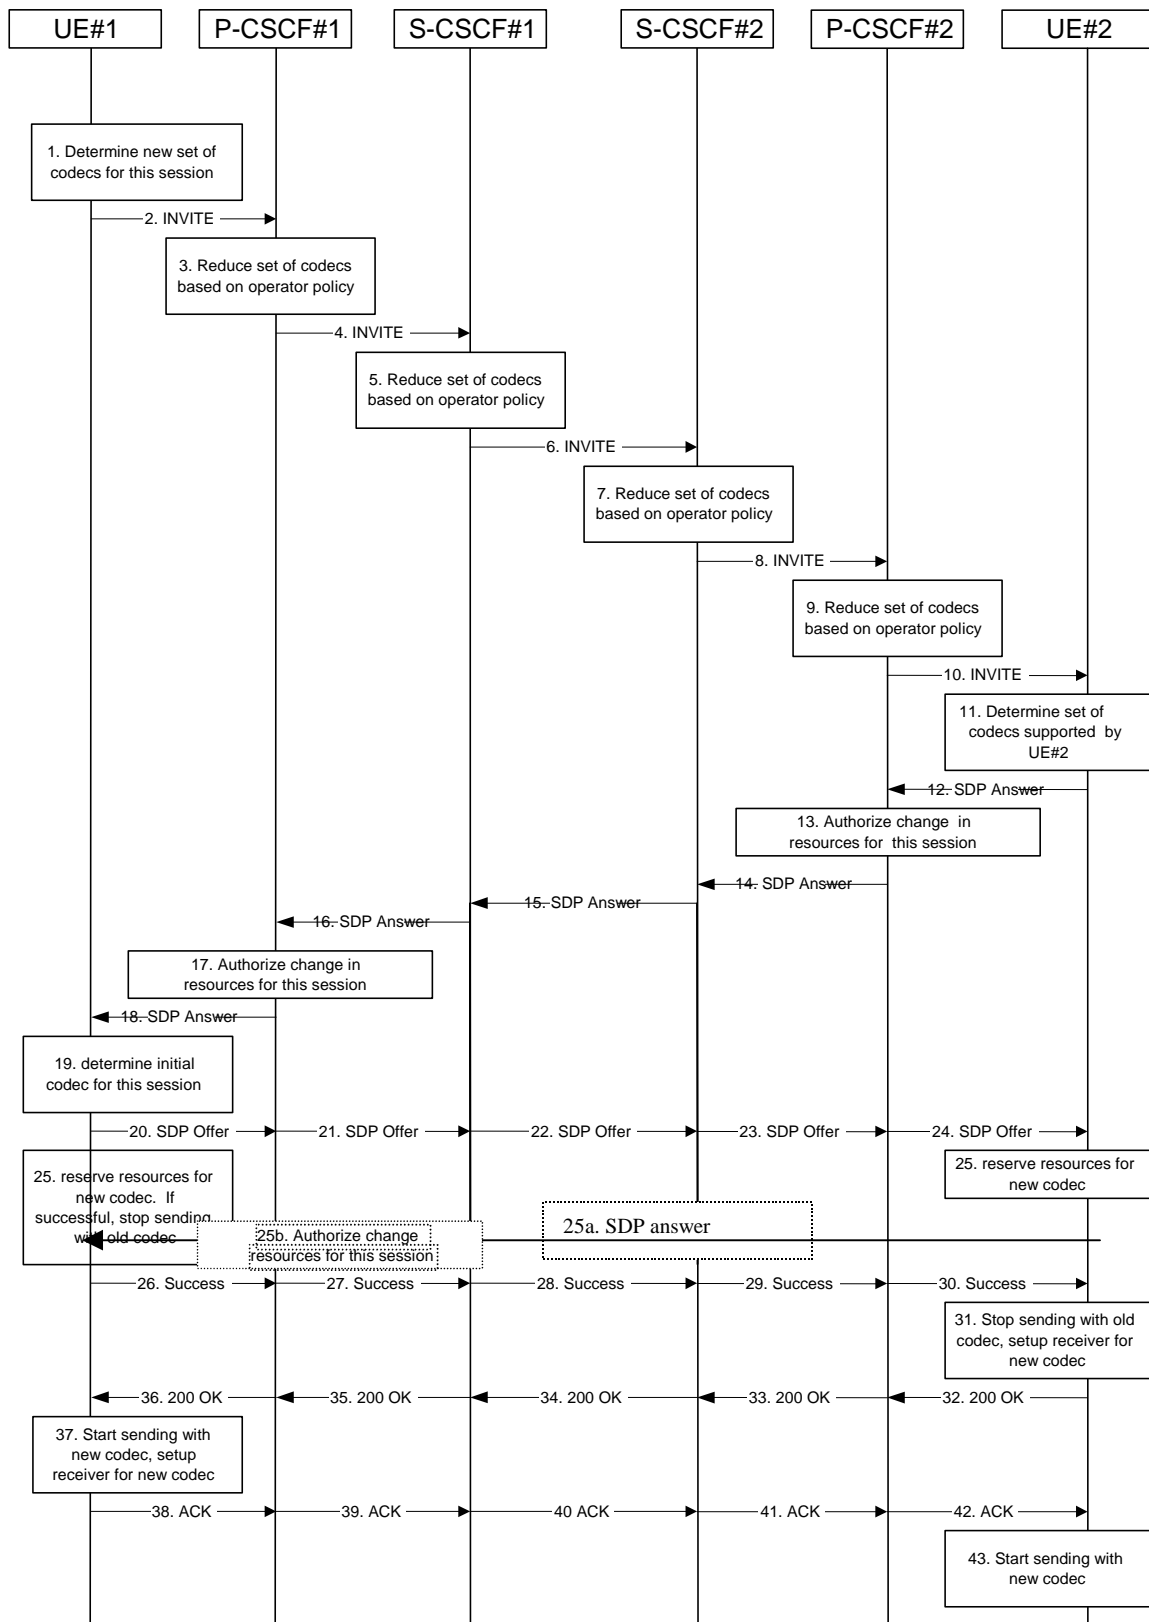 UE#1
P-CSCF#1
S-CSCF#1
S-CSCF#2
P-CSCF#2
UE#2
1. Determine new set of
codecs for this session
2. INVITE
3. Reduce set of codecs
based on operator policy
4. INVITE
5. Reduce set of codecs
based on operator policy
6. INVITE
7. Reduce set of codecs
based on operator policy
8. INVITE
9. Reduce set of codecs
based on operator policy
10. INVITE
11. Determine set of
codecs supported by
UE#2
12. SDP Answer
13. Authorize change in
resources for this session
14. SDP Answer
15. SDP Answer
16. SDP Answer
17. Authorize change in
resources for this session
18. SDP Answer
19. determine initial
codec for this session
20. SDP Offer
21. SDP Offer
22. SDP Offer
23. SDP Offer
24. SDP Offer
25. reserve resources for
new codec. If
successful, stop sending
with old codec
25. reserve resources for
new codec
25a. SDP answer
25b. Authorize change
resources for this session
26. Success
27. Success
28. Success
29. Success
30. Success
31. Stop sending with old
codec, setup receiver for
new codec
36. 200 OK
35. 200 OK
34. 200 OK
33. 200 OK
32. 200 OK
37. Start sending with
new codec, setup
receiver for new codec
38. ACK
39. ACK
40 ACK
41. ACK
42. ACK
43. Start sending with
new codec